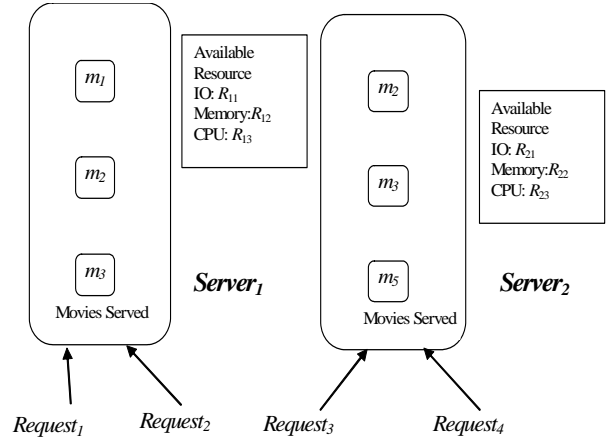 m1
m2
m3
Movies Served
Available
Resource
IO: R11
Memory:R12
CPU: R13
Server1
m2
m3
m5
Movies Served
Available
Resource
IO: R21
Memory:R22
CPU: R23
Server2
Request1
Request2
Request3
Request4